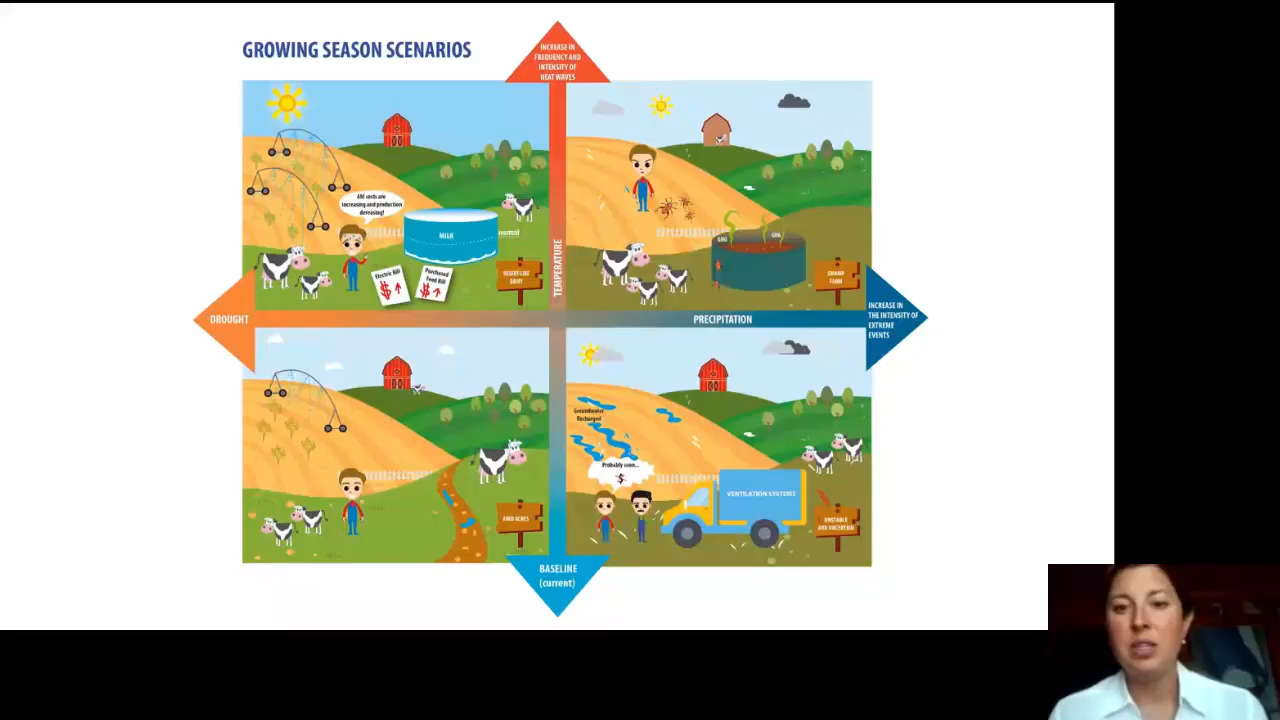 GROWING SEASON SCENARIOS
INCREASE IN
FREQUENCY AND
INTENSITY OF
HEAT WAVES
All costs are
increasing and production
decreasing!
MILK
normal
Electric Bill
$
Purchased
Feed Bill
$
DESERT-LIKE
DAIRY
TEMPERATURE
GHG
GHG
SWAMP
FARM
DROUGHT
PRECIPITATION
INCREASE IN
THE INTENSITY OF
EXTREME
EVENTS
ARID ACRES
Groundwater
Recharged
Probably soon...
$
VENTILATION SYSTEMS
UNSTABLE
AND UNCERTAIN
BASELINE
(current)